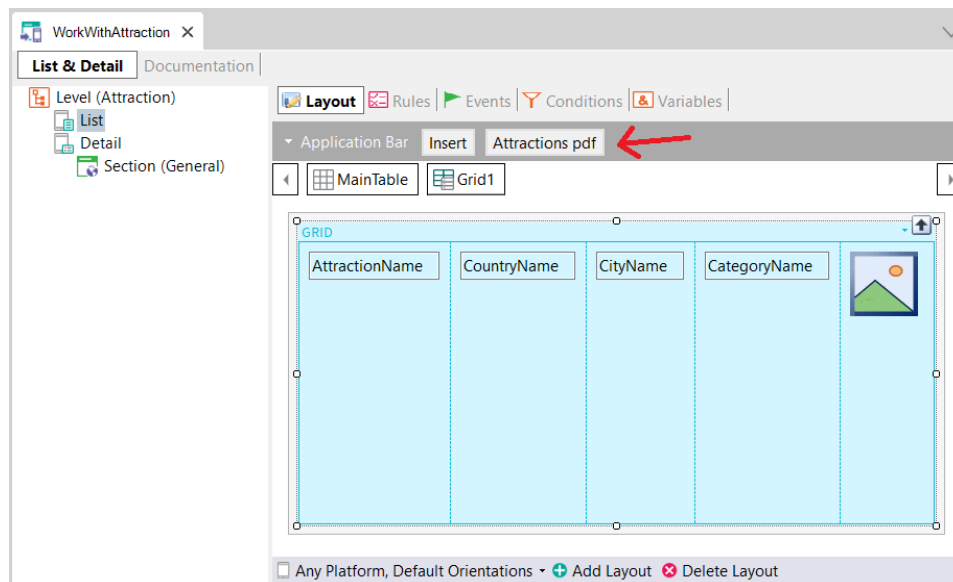 WorkWithAttraction
List & Detail Documentation
Level (Attraction)
List
Detail
Section (General)
Layout Rules Events Conditions & Variables
Application Bar Insert Attractions pdf
MainTable Grid1
GRID
AttractionName CountryName CityName CategoryName
Any Platform, Default Orientations Add Layout Delete Layout